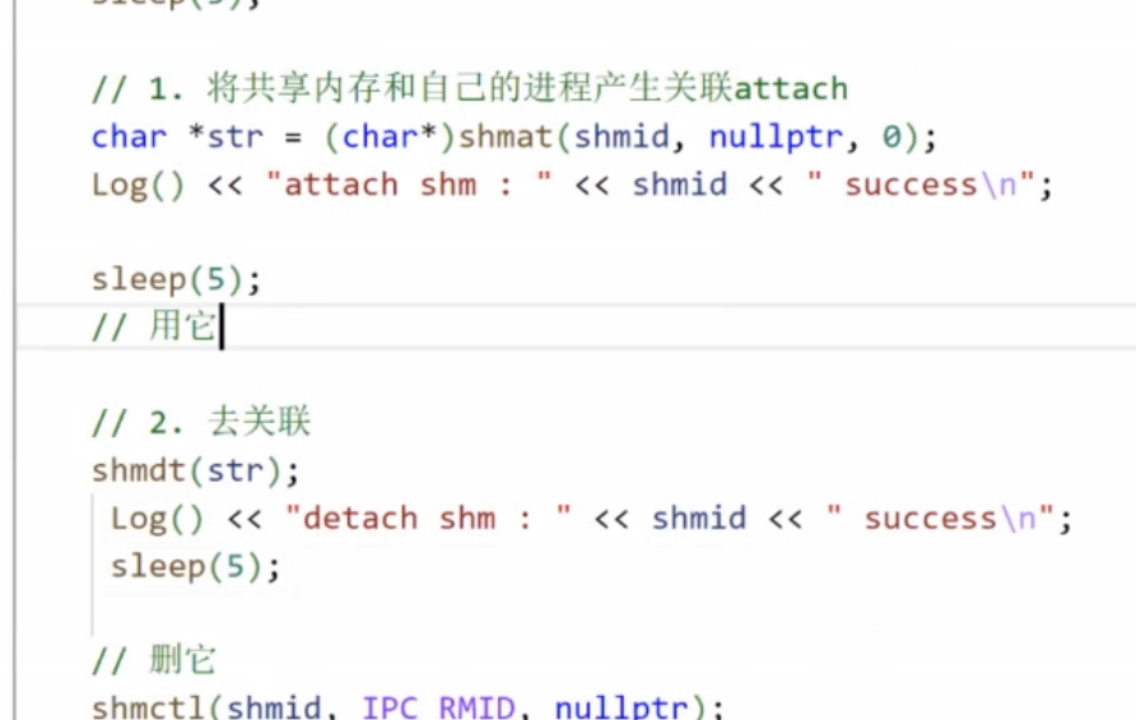 sleep(5);
// 1. 将共享内存和自己的进程产生关联attach
char *str = (char*)shmat(shmid, nullptr, 0);
Log() << "attach shm : " << shmid << " success\n";
sleep(5);
// 用它
// 2. 去关联
shmdt(str);
Log() << "detach shm : " << shmid << " success\n";
sleep(5);
// 删它
shmctl(shmid, IPC_RMID, nullptr);